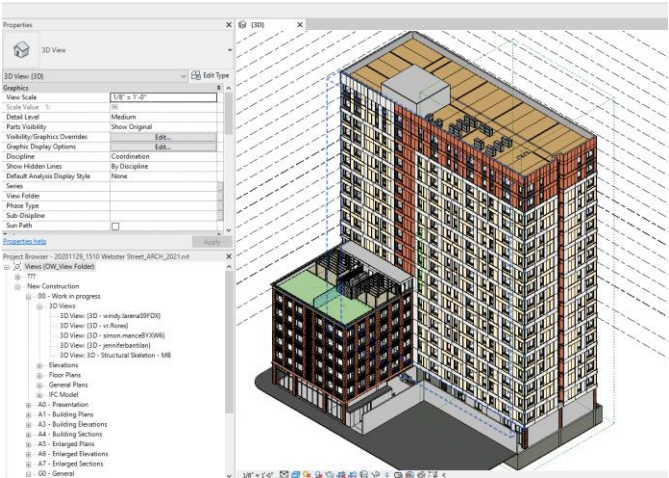 Properties
{3D}
3D View
3D View: {3D}
Edit Type
Graphics
View Scale 1/8" = 1'-0"
Scale Value 1: 96
Detail Level Medium
Parts Visibility Show Original
Visibility/Graphics Overrides Edit...
Graphic Display Options Edit...
Discipline Coordination
Show Hidden Lines By Discipline
Default Analysis Display Style None
Series
View Folder
Phase Type
Sub-Disipline
Sun Path
Properties help Apply
Project Browser - 20201129_1510 Webster Street_ARCH_2021.rvt
Views (OW_View Folder)
???
New Construction
00 - Work in progress
3D Views
3D View: {3D - windy.larena59FDX}
3D View: {3D - vr.flores}
3D View: {3D - simon.manceBYXW6}
3D View: {3D - jenniferbantilan}
3D View: 3D - Structural Skeleton - MB
Elevations
Floor Plans
General Plans
IFC Model
A0 - Presentation
A1 - Building Plans
A3 - Building Elevations
A4 - Building Sections
A5 - Enlarged Plans
A6 - Enlarged Elevations
A7 - Enlarged Sections
G0 - General
1/8" = 1'-0"